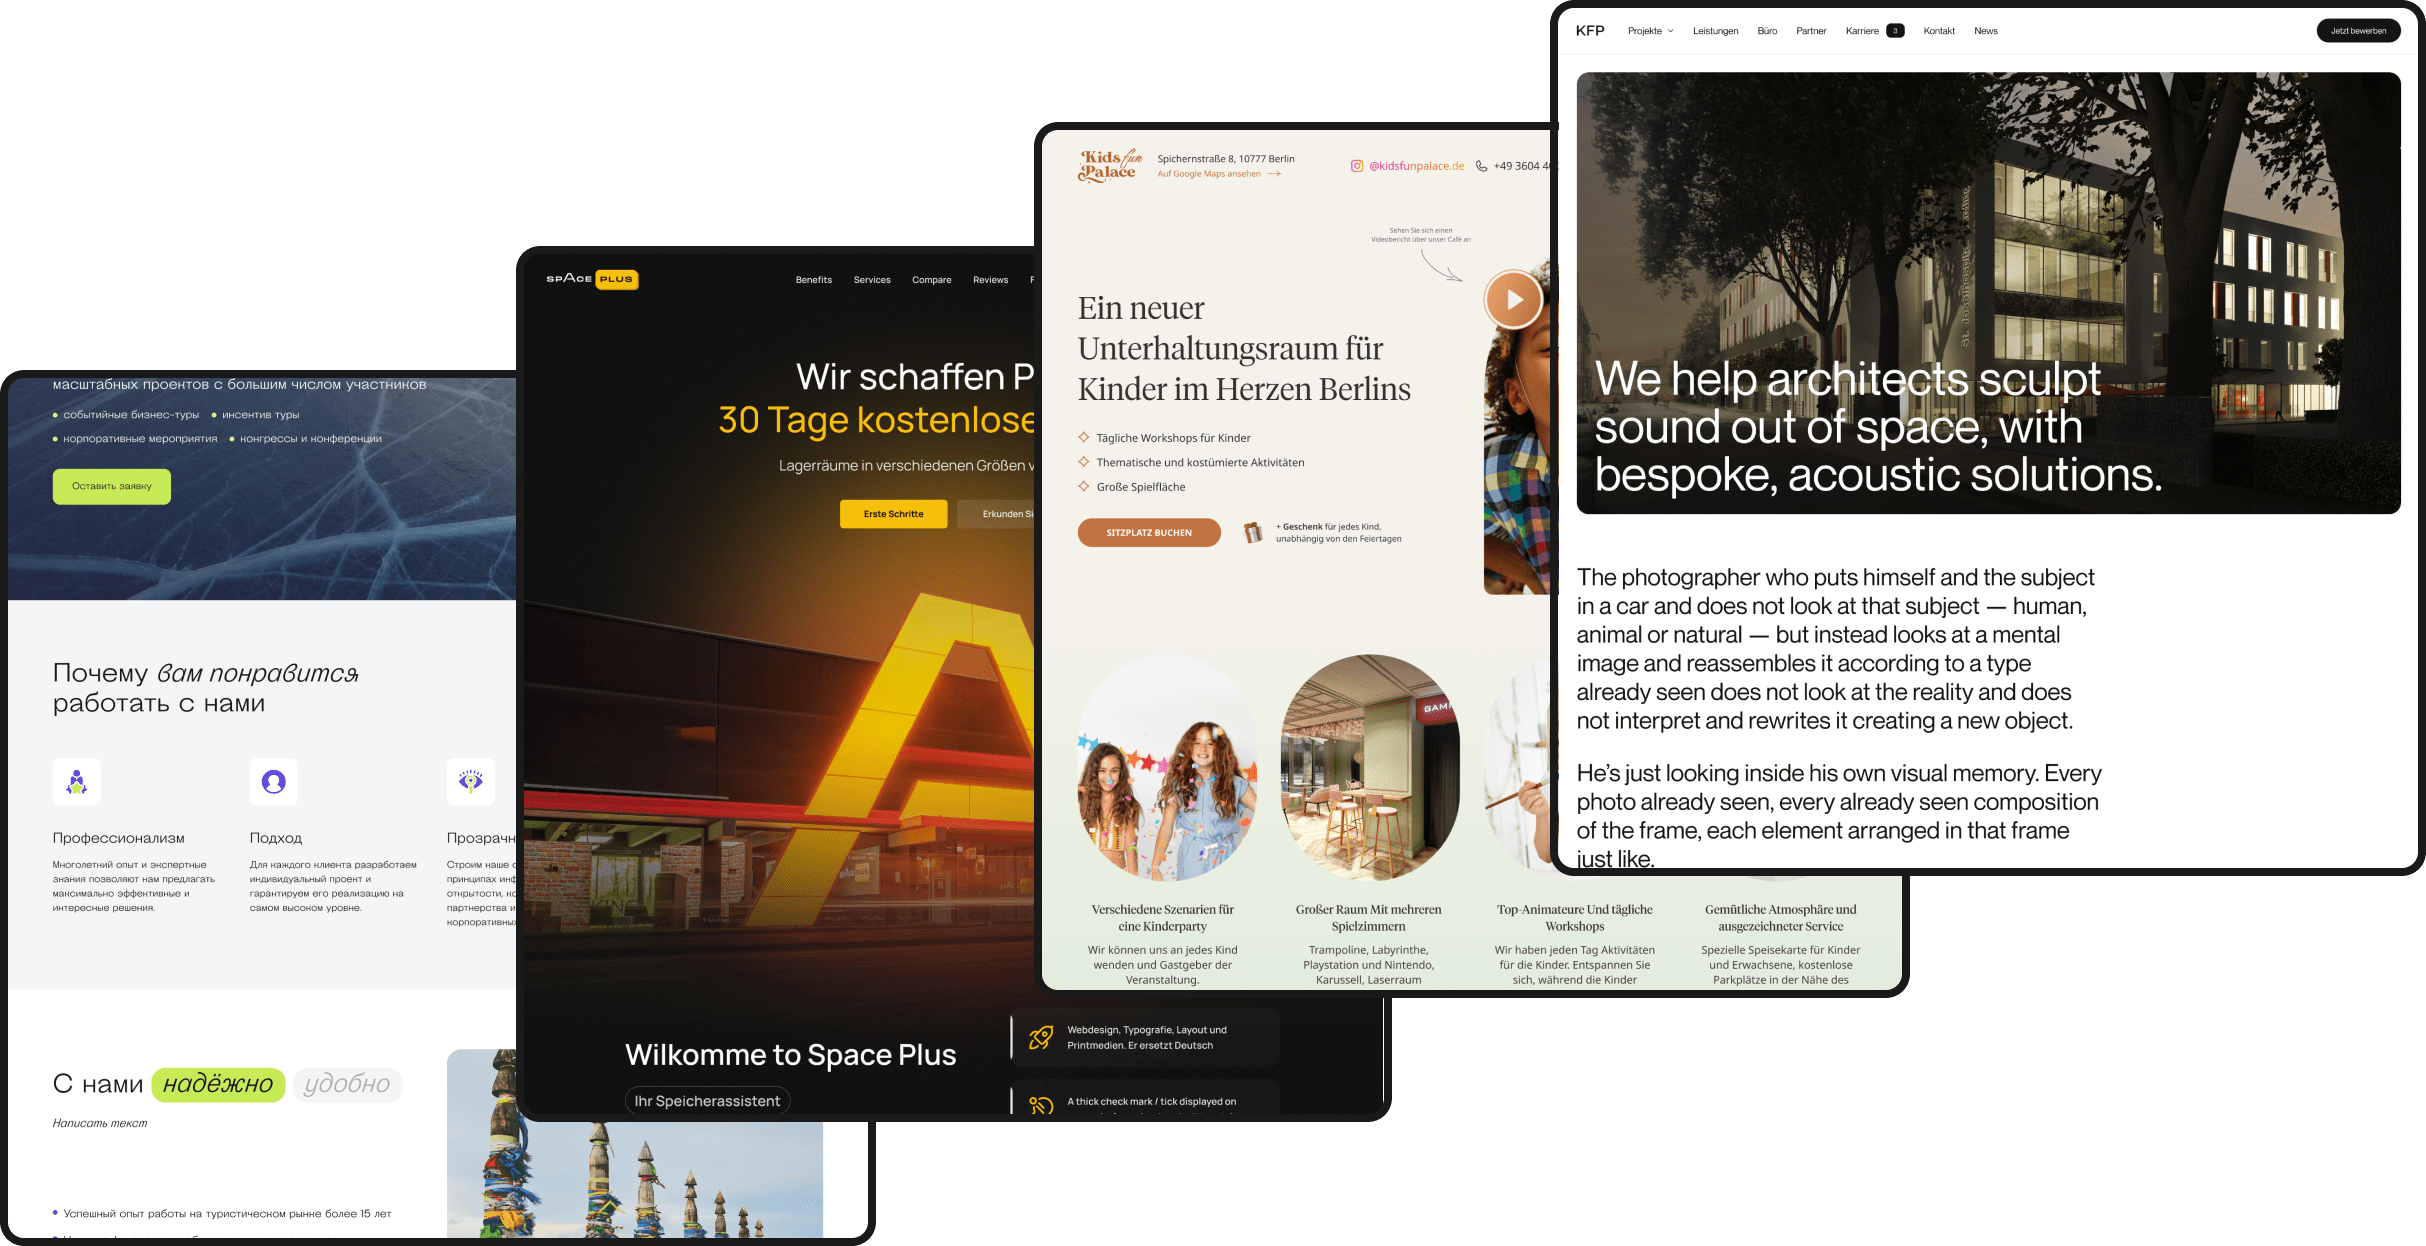 масштабных проектов с большим числом участников
событийные бизнес-туры
инсентив туры
корпоративные мероприятия
конгрессы и конференции
Оставить заявку
Почему вам понравится
работать с нами
Профессионализм
Многолетний опыт и экспертные
знания позволяют нам предлагать
максимально эффективные и
интересные решения.
Подход
Для каждого клиента разработаем
индивидуальный проект и
гарантируем его реализацию на
самом высоком уровне.
Прозрачн
Строим наше
принципах
открытости,
партнерства и
корпоративны
С нами надёжно удобно
Написать текст
Успешный опыт работы на туристическом рынке более 15 лет
SPACE PLUS
Benefits
Services
Compare
Reviews
Wir schaffen P
30 Tage kostenlose
Lagerräume in verschiedenen Größen
Erste Schritte
Erkunden Si
Wilkomme to Space Plus
Ihr Speicherassistent
Webdesign, Typografie, Layout und
Printmedien. Er ersetzt Deutsch
A thick check mark / tick displayed on
Kids fun
Palace
Spichernstraße 8, 10777 Berlin
Auf Google Maps ansehen
@kidsfunpalace.de
+49 3604
Sehen Sie sich einen
Videobericht über unser Café an
Ein neuer
Unterhaltungsraum für
Kinder im Herzen Berlins
Tägliche Workshops für Kinder
Thematische und kostümierte Aktivitäten
Große Spielfläche
SITZPLATZ BUCHEN
+ Geschenk für jedes Kind,
unabhängig von den Feiertagen
GAMI
Verschiedene Szenarien für
eine Kinderparty
Wir können uns an jedes Kind
wenden und Gastgeber der
Veranstaltung.
Großer Raum Mit mehreren
Spielzimmern
Trampoline, Labyrinthe,
Playstation und Nintendo,
Karussell, Laserraum
Top-Animateure Und tägliche
Workshops
Wir haben jeden Tag Aktivitäten
für die Kinder. Entspannen Sie
sich, während die Kinder
Gemütliche Atmosphäre und
ausgezeichneter Service
Spezielle Speisekarte für Kinder
und Erwachsene, kostenlose
Parkplätze in der Nähe des
KFP
Projekte
Leistungen
Büro
Partner
Karriere 3
Kontakt
News
Jetzt bewerben
We help architects sculpt
sound out of space, with
bespoke, acoustic solutions.
The photographer who puts himself and the subject
in a car and does not look at that subject — human,
animal or natural — but instead looks at a mental
image and reassembles it according to a type
already seen does not look at the reality and does
not interpret and rewrites it creating a new object.
He’s just looking inside his own visual memory. Every
photo already seen, every already seen composition
of the frame, each element arranged in that frame
just like.